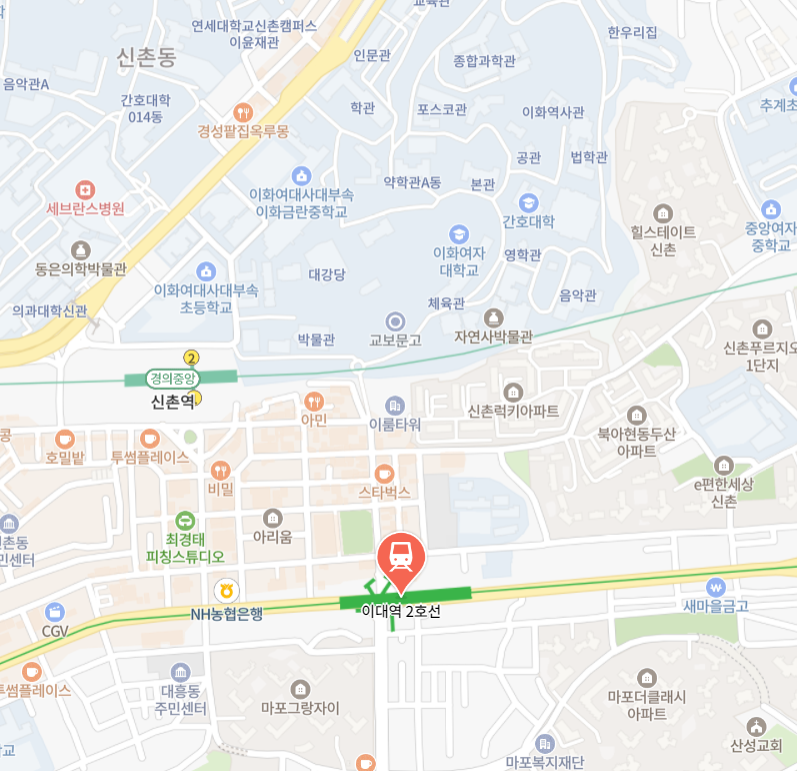 교육관
연세대학교신촌캠퍼스
이윤재관
한우리집
신촌동
인문관
종합과학관
음악관A
간호대학
014동
학관
포스코관
이화역사관
추계초
경성팥집옥루몽
공관
법학관
세브란스병원
이화여대사대부속
이화금란중학교
약학관A동
본관
간호대학
힐스테이트
신촌
중앙여자
중학교
동은의학박물관
이화여자
대학교
영학관
대강당
이화여대사대부속
초등학교
음악관
의과대학신관
체육관
박물관
교보문고
자연사박물관
신촌푸르지오
1단지
2
경의중앙
신촌역
아민
이룸타워
신촌럭키아파트
북아현동두산
아파트
콩
호밀밭
투썸플레이스
비밀
스타벅스
e편한세상
신촌
최경태
피칭스튜디오
아리움
신촌동
민센터
이대역 2호선
NH농협은행
새마을금고
CGV
투썸플레이스
대흥동
주민센터
마포그랑자이
마포더클래시
아파트
산성교회
학교
마포복지재단